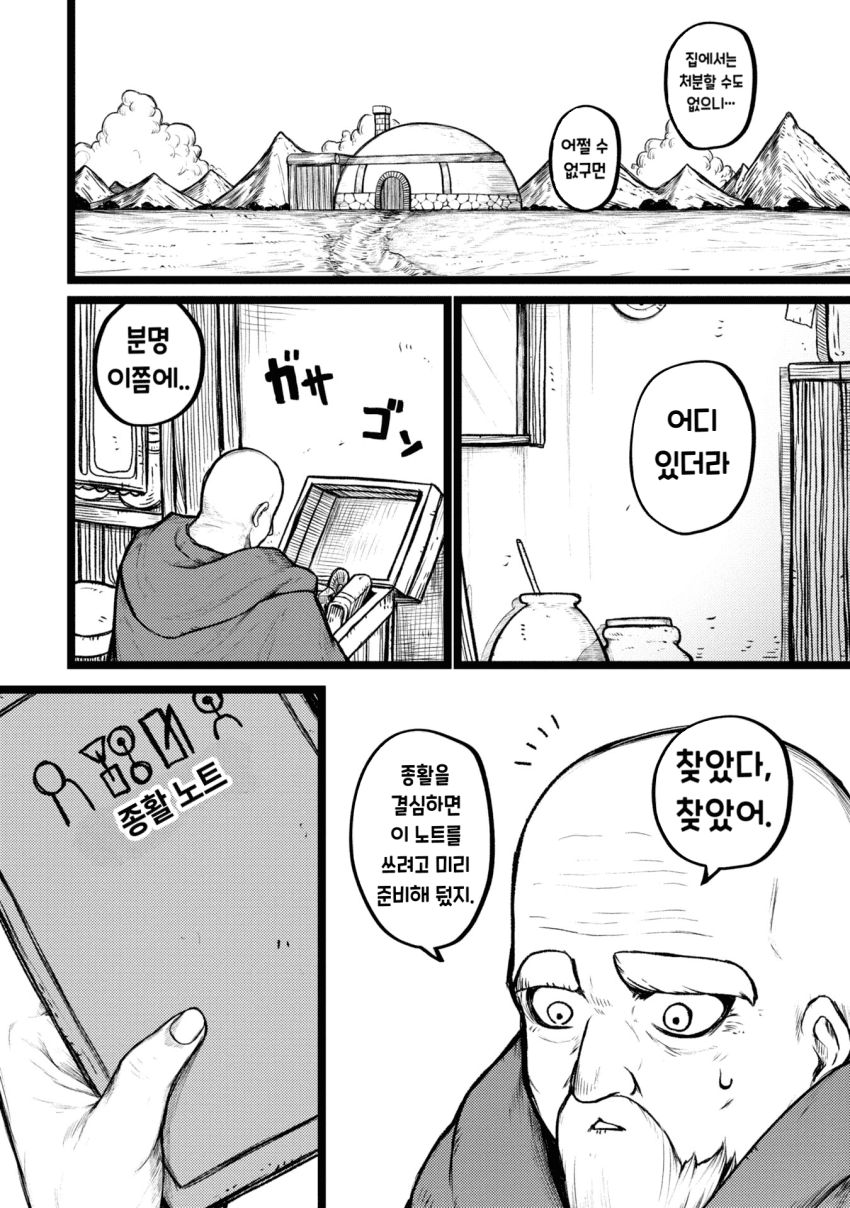 집에서는
처분할 수도
없으니…
어쩔 수
없구먼
어디
있더라
분명
이쯤에..
ガサ
ゴン
찾았다,
찾았어.
종활을
결심하면
이 노트를
쓰려고 미리
준비해 뒀지.
종활 노트